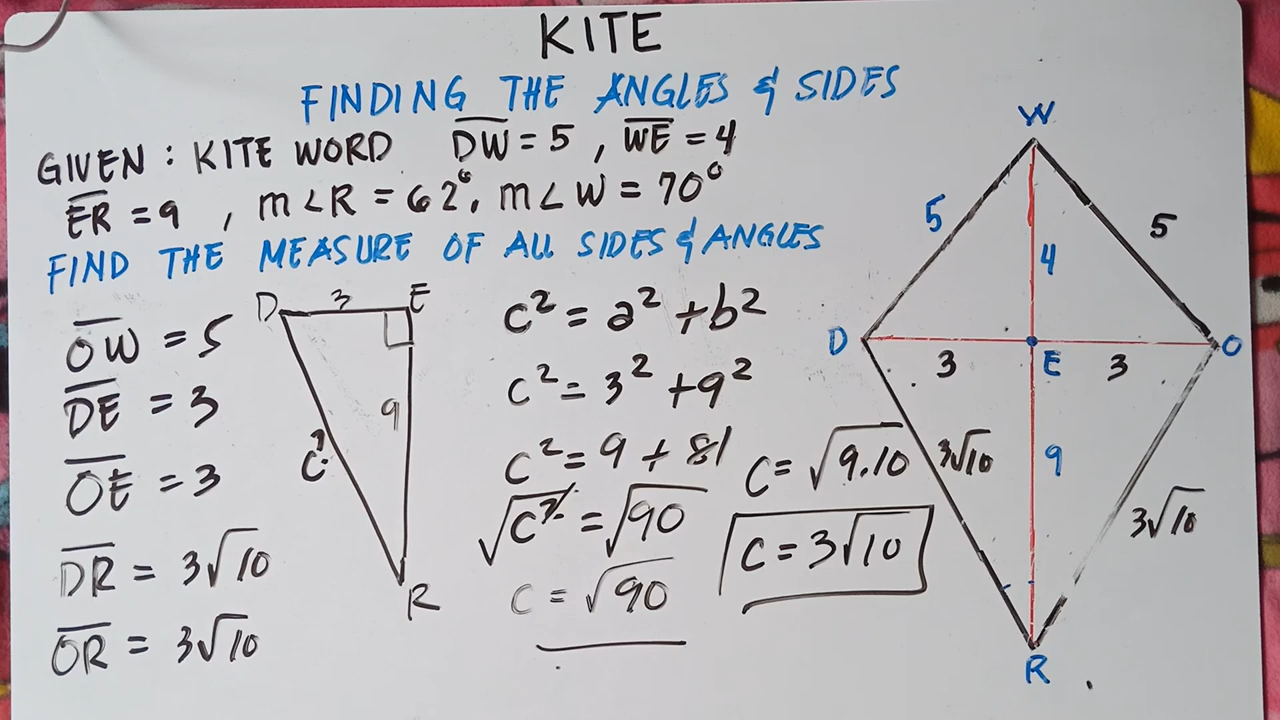 KITE
FINDING THE ANGLES & SIDES
GIVEN : KITE WORD DW = 5 , WE = 4
ER = 9 , m∠R = 62°, m∠W = 70°
FIND THE MEASURE OF ALL SIDES & ANGLES
OW = 5
DE = 3
OE = 3
DR = 3√10
OR = 3√10
D 3 E
9
C?
R
c² = a² + b²
c² = 3² + 9²
c² = 9 + 81
√c² = √90
C = √90
C = √9.10
C = 3√10
W
5 5
4
D 3 E 3 O
3√10 9 3√10
R